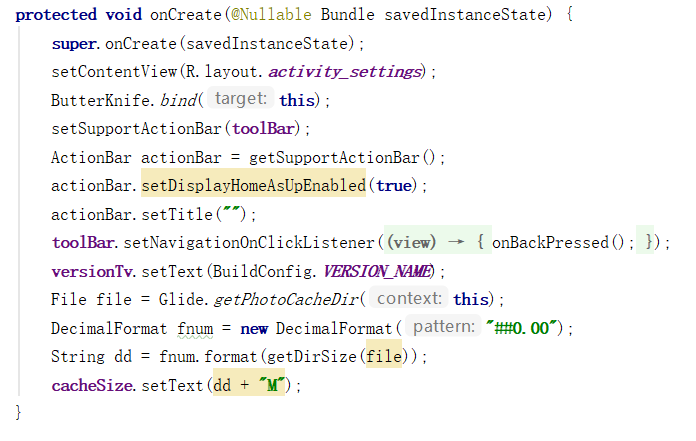 protected void onCreate(@Nullable Bundle savedInstanceState) {
    super.onCreate(savedInstanceState);
    setContentView(R.layout.activity_settings);
    ButterKnife.bind( target: this);
    setSupportActionBar(toolBar);
    ActionBar actionBar = getSupportActionBar();
    actionBar.setDisplayHomeAsUpEnabled(true);
    actionBar.setTitle("");
    toolBar.setNavigationOnClickListener((view) → { onBackPressed(); });
    versionTv.setText(BuildConfig.VERSION_NAME);
    File file = Glide.getPhotoCacheDir( context: this);
    DecimalFormat fnum = new DecimalFormat( pattern: "##0.00");
    String dd = fnum.format(getDirSize(file));
    cacheSize.setText(dd + "M");
}